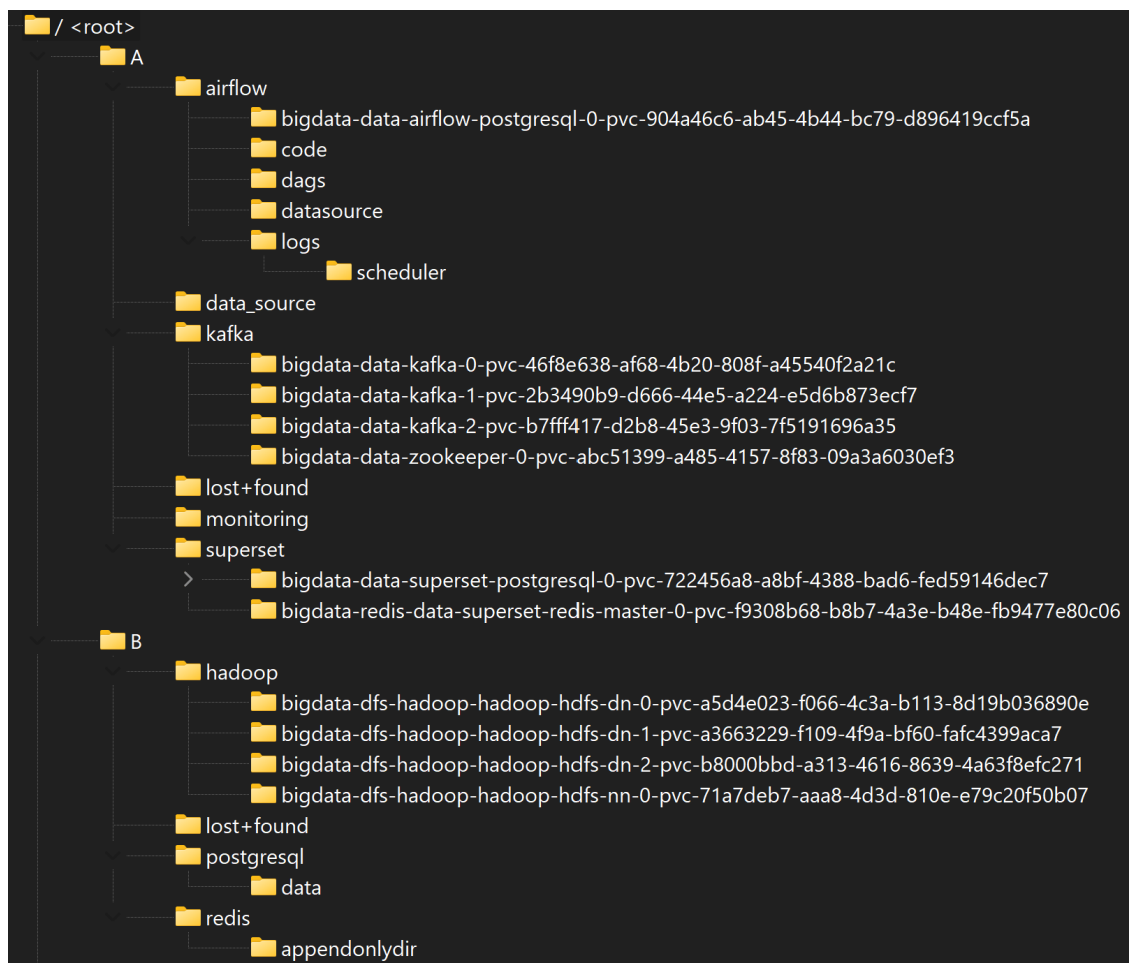 / <root>
A
airflow
bigdata-data-airflow-postgresql-0-pvc-904a46c6-ab45-4b44-bc79-d896419ccf5a
code
dags
datasource
logs
scheduler
data_source
kafka
bigdata-data-kafka-0-pvc-46f8e638-af68-4b20-808f-a45540f2a21c
bigdata-data-kafka-1-pvc-2b3490b9-d666-44e5-a224-e5d6b873ecf7
bigdata-data-kafka-2-pvc-b7fff417-d2b8-45e3-9f03-7f5191696a35
bigdata-data-zookeeper-0-pvc-abc51399-a485-4157-8f83-09a3a6030ef3
lost+found
monitoring
superset
bigdata-data-superset-postgresql-0-pvc-722456a8-a8bf-4388-bad6-fed59146dec7
bigdata-redis-data-superset-redis-master-0-pvc-f9308b68-b8b7-4a3e-b48e-fb9477e80c06
B
hadoop
bigdata-dfs-hadoop-hadoop-hdfs-dn-0-pvc-a5d4e023-f066-4c3a-b113-8d19b036890e
bigdata-dfs-hadoop-hadoop-hdfs-dn-1-pvc-a3663229-f109-4f9a-bf60-fafc4399aca7
bigdata-dfs-hadoop-hadoop-hdfs-dn-2-pvc-b8000bbd-a313-4616-8639-4a63f8efc271
bigdata-dfs-hadoop-hadoop-hdfs-nn-0-pvc-71a7deb7-aaa8-4d3d-810e-e79c20f50b07
lost+found
postgresql
data
redis
appendonlydir